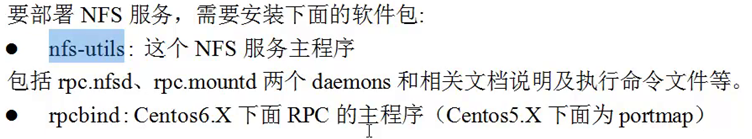 要部署 NFS 服务，需要安装下面的软件包:
● nfs-utils: 这个 NFS 服务主程序
包括 rpc.nfsd、rpc.mountd 两个 daemons 和相关文档说明及执行命令文件等。
● rpcbind: Centos6.X 下面 RPC 的主程序（Centos5.X 下面为 portmap）